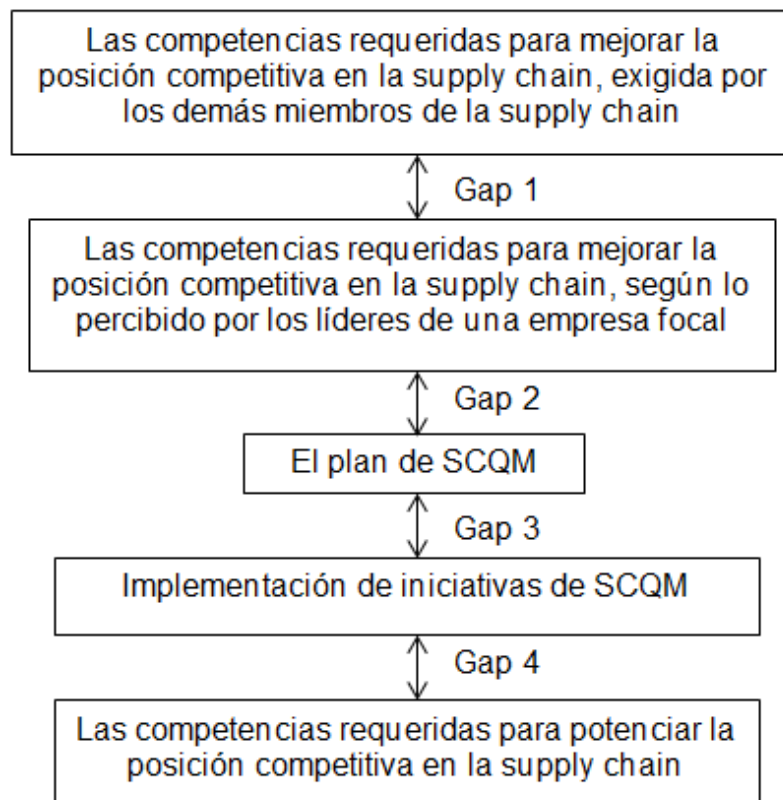 Las competencias requeridas para mejorar la
posición competitiva en la supply chain, exigida por
los demás miembros de la supply chain
Gap 1
Las competencias requeridas para mejorar la
posición competitiva en la supply chain, según lo
percibido por los líderes de una empresa focal
Gap 2
El plan de SCQM
Gap 3
Implementación de iniciativas de SCQM
Gap 4
Las competencias requeridas para potenciar la
posición competitiva en la supply chain